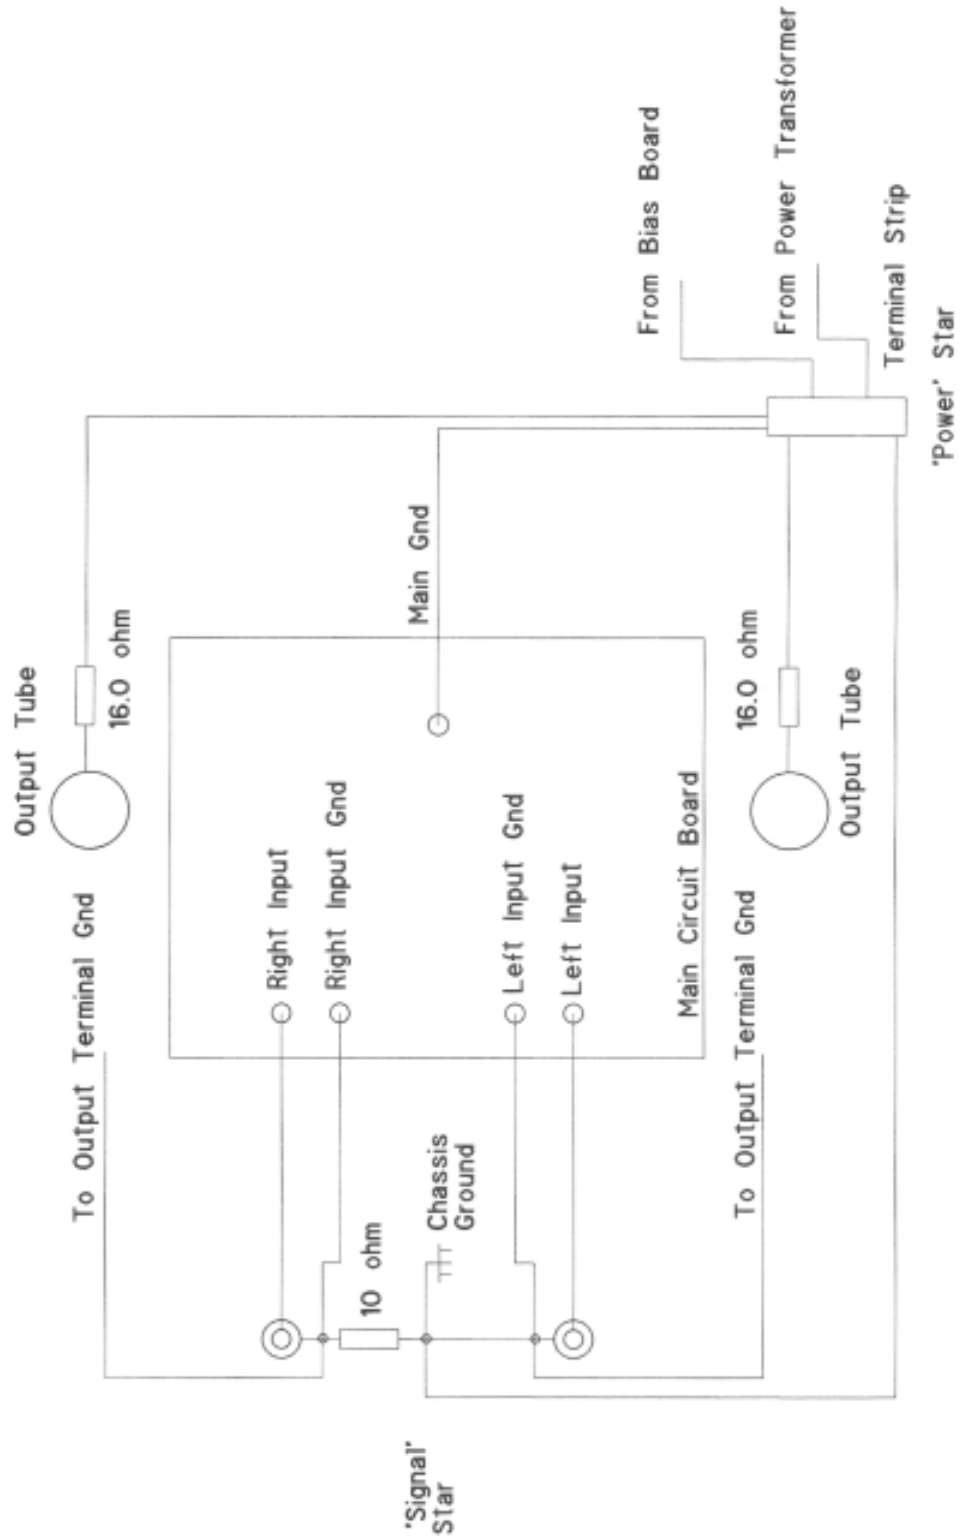 Output Tube
16.0 ohm
To Output Terminal Gnd
Right Input
Right Input Gnd
Main Gnd
10 ohm
Chassis
Ground
'Signal'
Star
Left Input Gnd
Left Input
Main Circuit Board
From Bias Board
To Output Terminal Gnd
16.0 ohm
Output Tube
From Power Transformer
Terminal Strip
'Power' Star